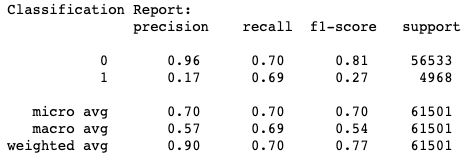 Classification Report:
precision recall f1-score support
0 0.96 0.70 0.81 56533
1 0.17 0.69 0.27 4968
micro avg 0.70 0.70 0.70 61501
macro avg 0.57 0.69 0.54 61501
weighted avg 0.90 0.70 0.77 61501